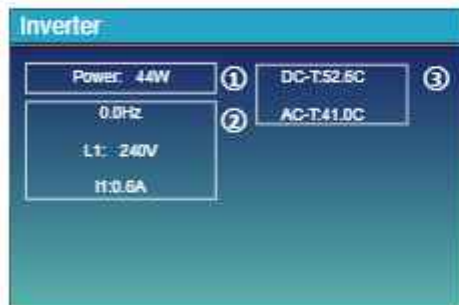 Inverter
Power: 44W
①
0.0Hz
L1: 240V
I1:0.6A
②
DC-T:52.6C
AC-T:41.0C
③